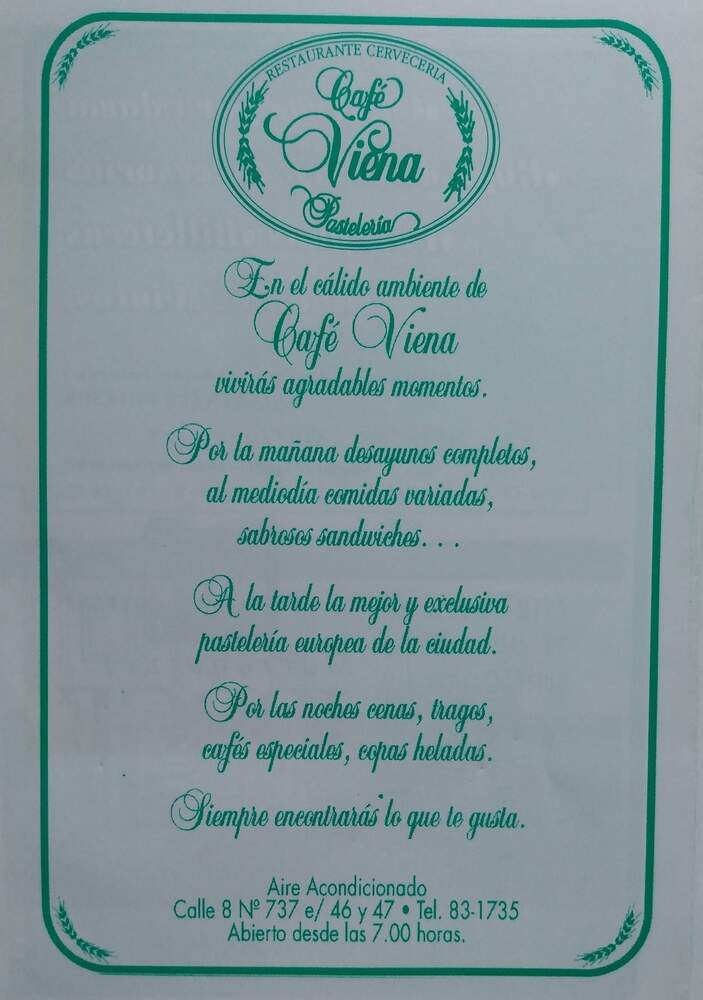 RESTAURANTE CERVECERIA
Café
Viena
Pastelería
En el cálido ambiente de
Café Viena
vivirás agradables momentos.
Por la mañana desayunos completos,
al mediodía comidas variadas,
sabrosos sandwiches...
A la tarde la mejor y exclusiva
pastelería europea de la ciudad.
Por las noches cenas, tragos,
cafés especiales, copas heladas.
Siempre encontrarás lo que te gusta.
Aire Acondicionado
Calle 8 Nº 737 e/ 46 y 47 • Tel. 83-1735
Abierto desde las 7.00 horas.